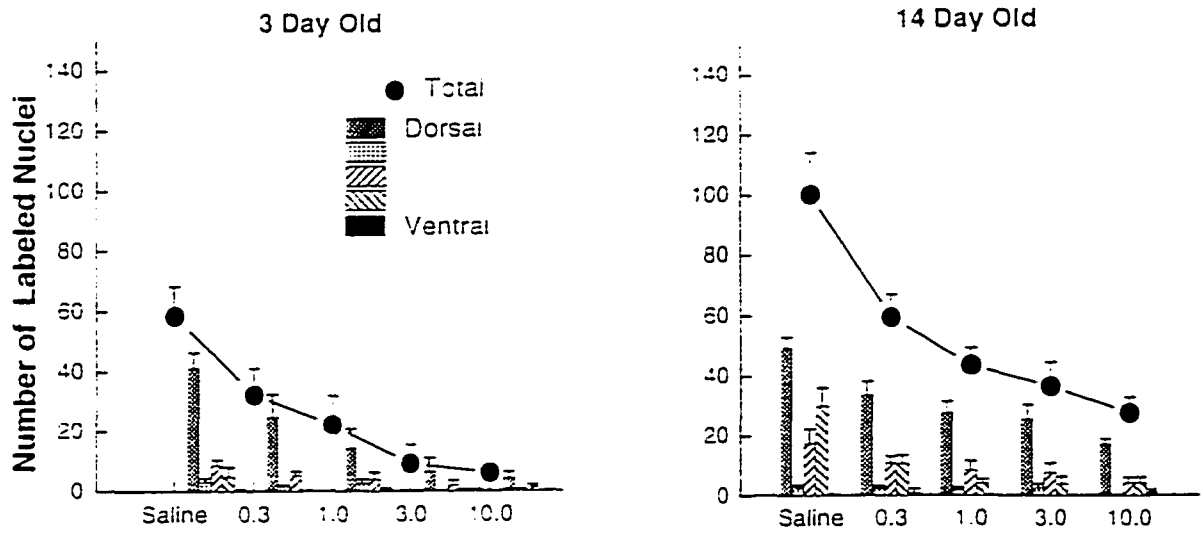 3 Day Old
14 Day Old
Number of Labeled Nuclei
140
120
100
80
60
40
20
0
Total
Dorsal
Ventral
Saline 0.3 1.0 3.0 10.0
140
120
100
80
60
40
20
0
Saline 0.3 1.0 3.0 10.0